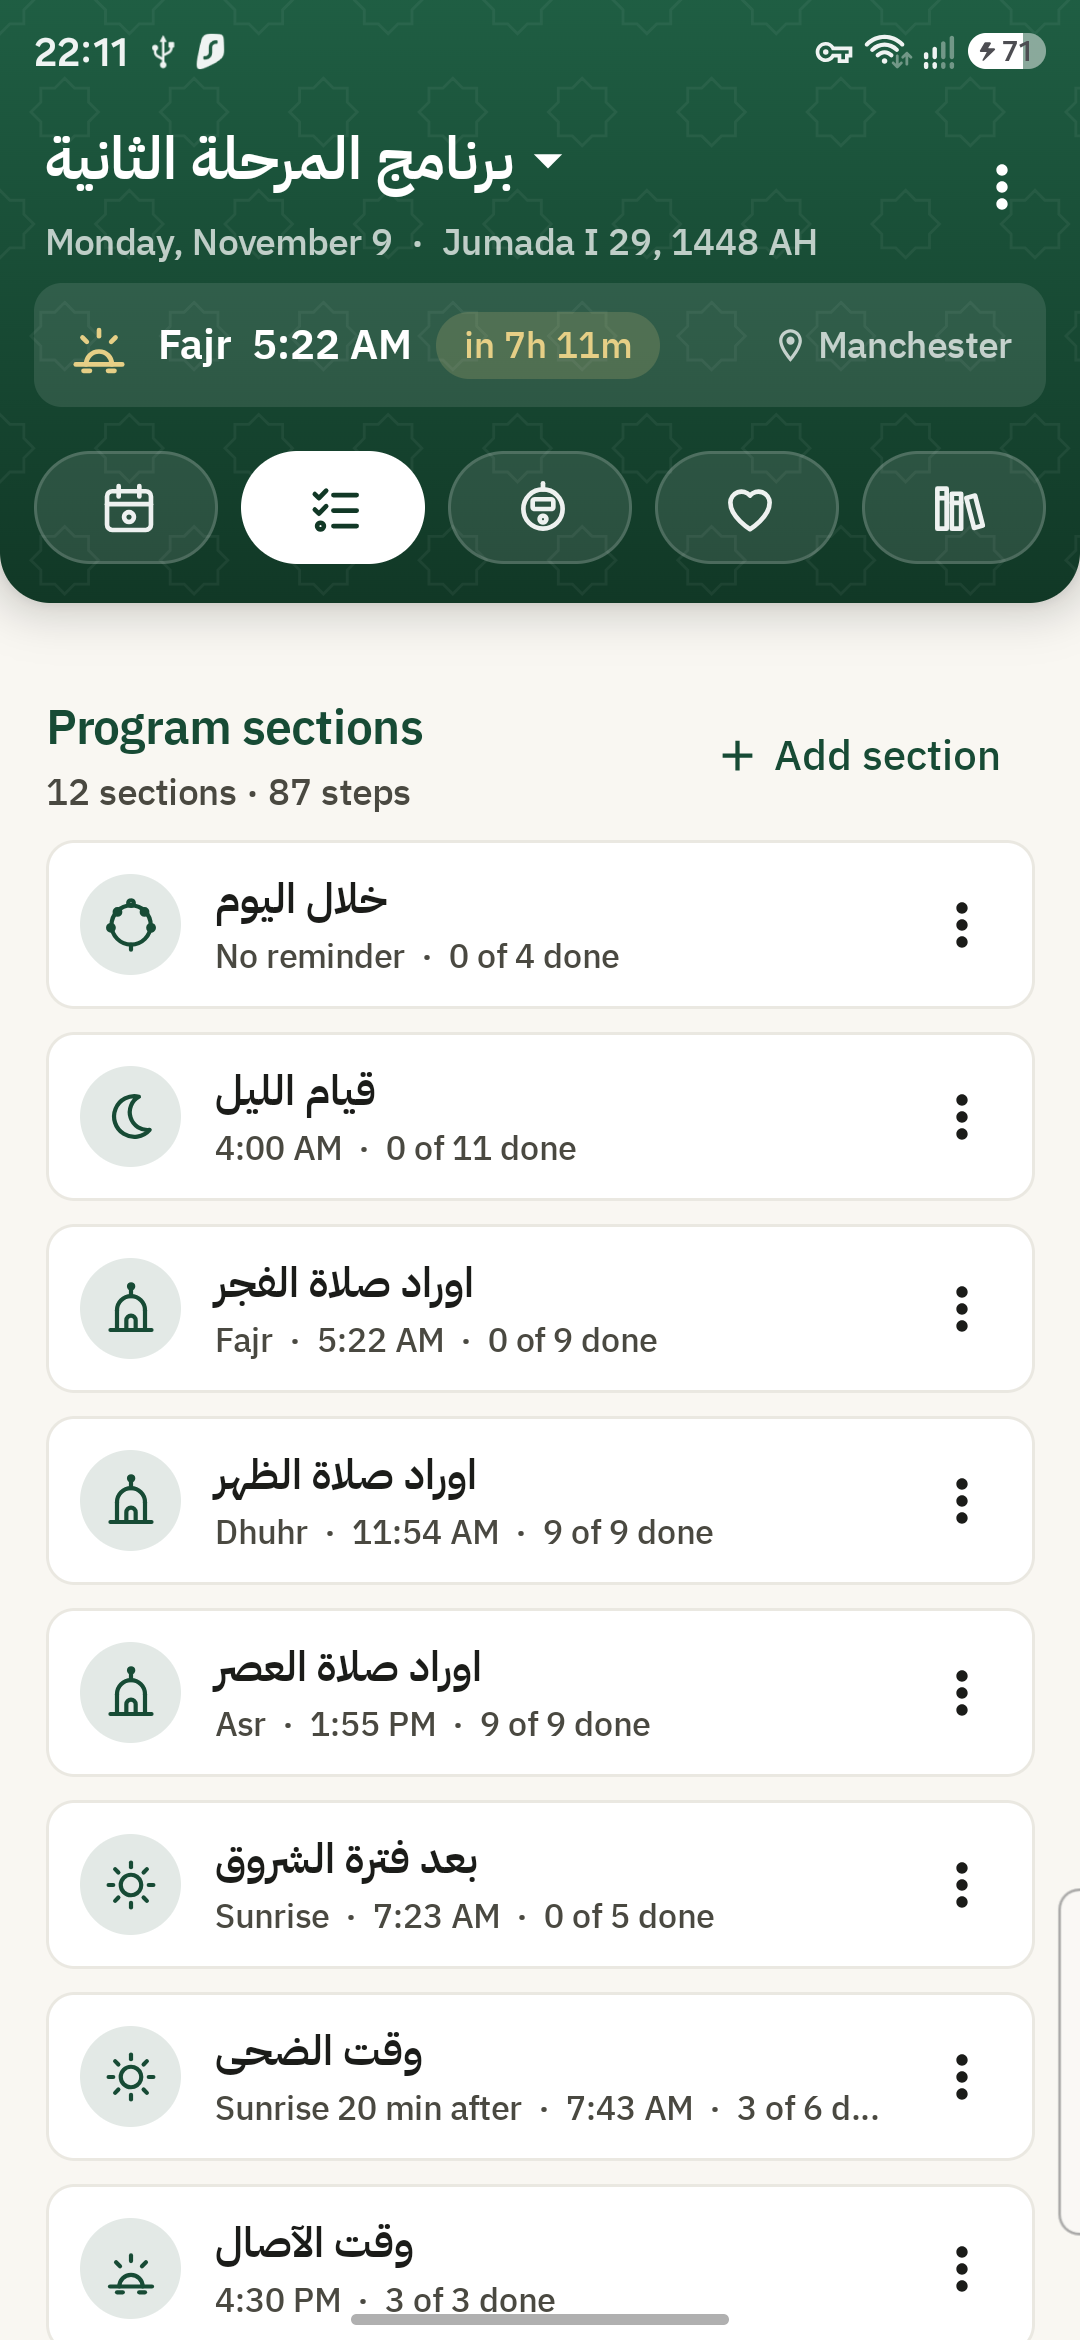 22:11
71
برنامج المرحلة الثانية
Monday, November 9 · Jumada I 29, 1448 AH
Fajr 5:22 AM in 7h 11m Manchester
Program sections
12 sections · 87 steps
+ Add section
خلال اليوم
No reminder · 0 of 4 done
قيام الليل
4:00 AM · 0 of 11 done
اوراد صلاة الفجر
Fajr · 5:22 AM · 0 of 9 done
اوراد صلاة الظهر
Dhuhr · 11:54 AM · 9 of 9 done
اوراد صلاة العصر
Asr · 1:55 PM · 9 of 9 done
بعد فترة الشروق
Sunrise · 7:23 AM · 0 of 5 done
وقت الضحى
Sunrise 20 min after · 7:43 AM · 3 of 6 d...
وقت الآصال
4:30 PM · 3 of 3 done